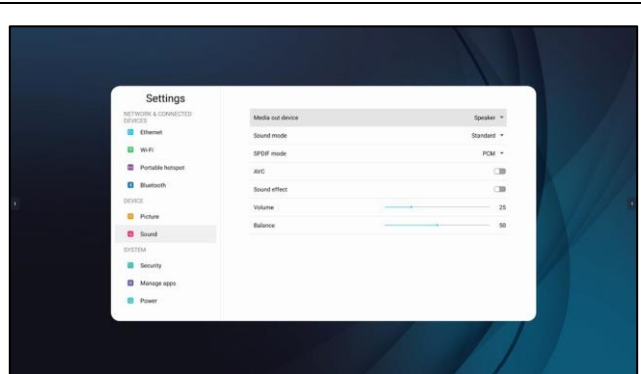 Settings
NETWORK & CONNECTED
DEVICES
Ethernet
Wi-Fi
Portable hotspot
Bluetooth
DEVICE
Picture
Sound
SYSTEM
Security
Manage apps
Power
Media out device Speaker
Sound mode Standard
SPDIF mode PCM
AVC
Sound effect
Volume 25
Balance 50